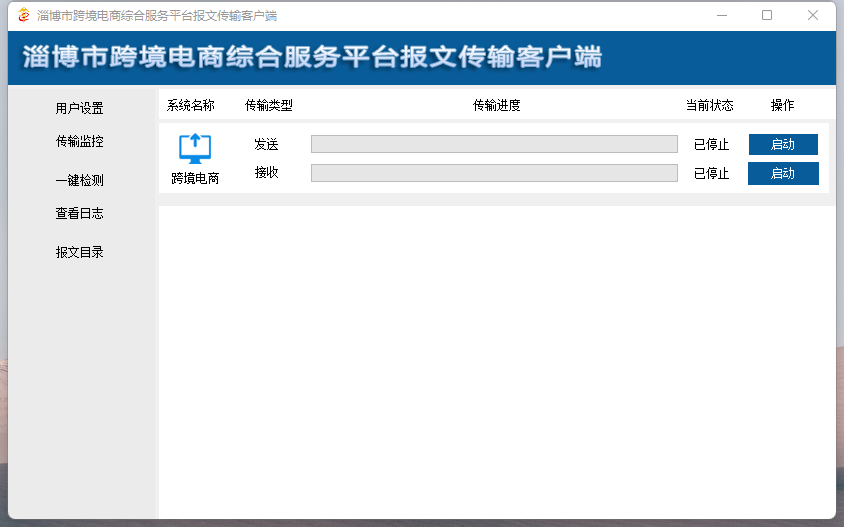 淄博市跨境电商综合服务平台报文传输客户端
淄博市跨境电商综合服务平台报文传输客户端
用户设置
传输监控
一键检测
查看日志
报文目录
系统名称 传输类型 传输进度 当前状态 操作
跨境电商
发送 已停止 启动
接收 已停止 启动